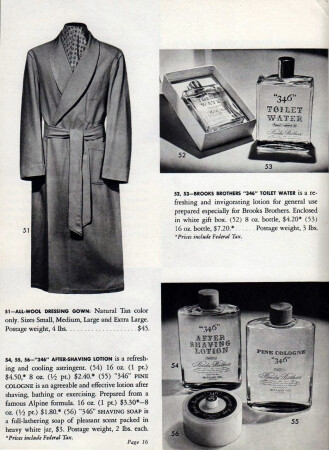 "346"
TOILET
WATER
"346"
TOILET
WATER
Brooks Brothers
52
53
51
52, 53—BROOKS BROTHERS "346" TOILET WATER is a re-
freshing and invigorating lotion for general use
prepared especially for Brooks Brothers. Enclosed
in white gift box. (52) 8 oz. bottle, $4.20* (53)
16 oz. bottle, $7.20.* . . . . Postage weight, 3 lbs.
*Prices include Federal Tax.
51—ALL-WOOL DRESSING GOWN. Natural Tan color
only. Sizes Small, Medium, Large and Extra Large.
Postage weight, 4 lbs. . . . . . . . . . . $45.
54, 55, 56—"346" AFTER-SHAVING LOTION is a refresh-
ing and cooling astringent. (54) 16 oz. (1 pt.)
$4.50,* 8 oz. (½ pt.) $2.40.* (55) "346" PINE
COLOGNE is an agreeable and effective lotion after
shaving, bathing or exercising. Prepared from a
famous Alpine formula. 16 oz. (1 pt.) $3.30*—8
oz. (½ pt.) $1.80.* (56) "346" SHAVING SOAP is
a full-lathering soap of pleasant scent packed in
heavy white jar, $3. Postage weight, 2 lbs. each.
*Prices include Federal Tax.
"346"
AFTER
SHAVING
LOTION
Brooks Brothers
"346"
PINE COLOGNE
Brooks Brothers
54
55
56
Page 16